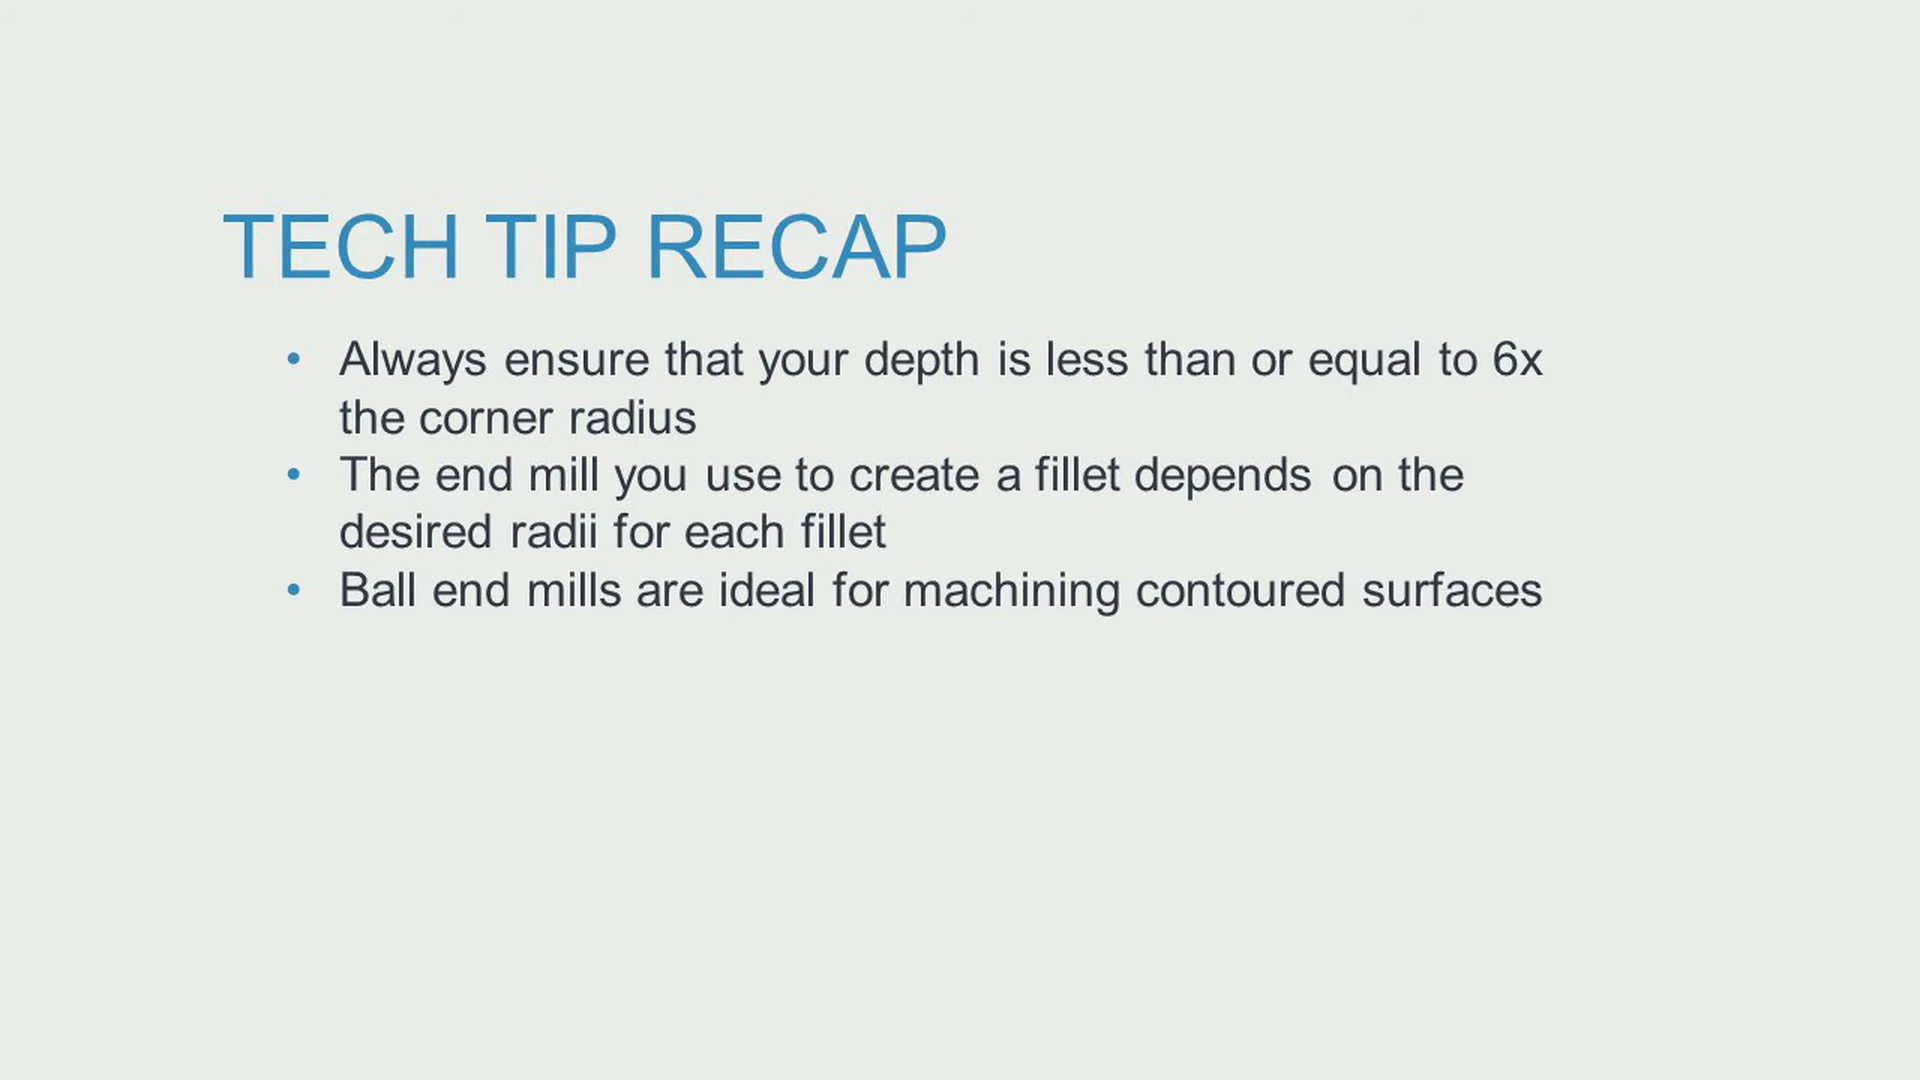 TECH TIP RECAP
• Always ensure that your depth is less than or equal to 6x
the corner radius
• The end mill you use to create a fillet depends on the
desired radii for each fillet
• Ball end mills are ideal for machining contoured surfaces